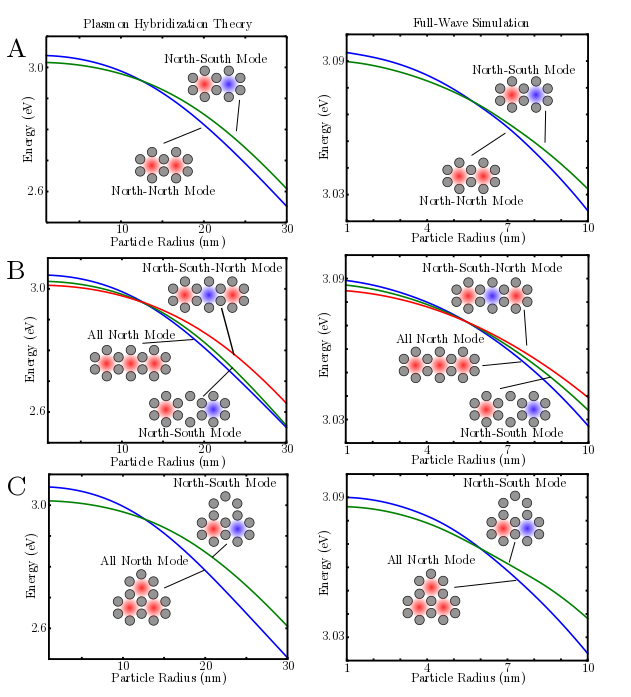 Plasmon Hybridization Theory
Full-Wave Simulation
A
Energy (eV)
3.0
2.6
North-South Mode
North-North Mode
10
20
30
Particle Radius (nm)
Energy (eV)
3.09
3.03
North-South Mode
North-North Mode
1
4
7
10
Particle Radius (nm)
B
Energy (eV)
3.0
2.6
North-South-North Mode
All North Mode
North-South Mode
10
20
30
Particle Radius (nm)
Energy (eV)
3.09
3.03
North-South-North Mode
All North Mode
North-South Mode
1
4
7
10
Particle Radius (nm)
C
Energy (eV)
3.0
2.6
North-South Mode
All North Mode
10
20
30
Particle Radius (nm)
Energy (eV)
3.09
3.03
North-South Mode
All North Mode
1
4
7
10
Particle Radius (nm)